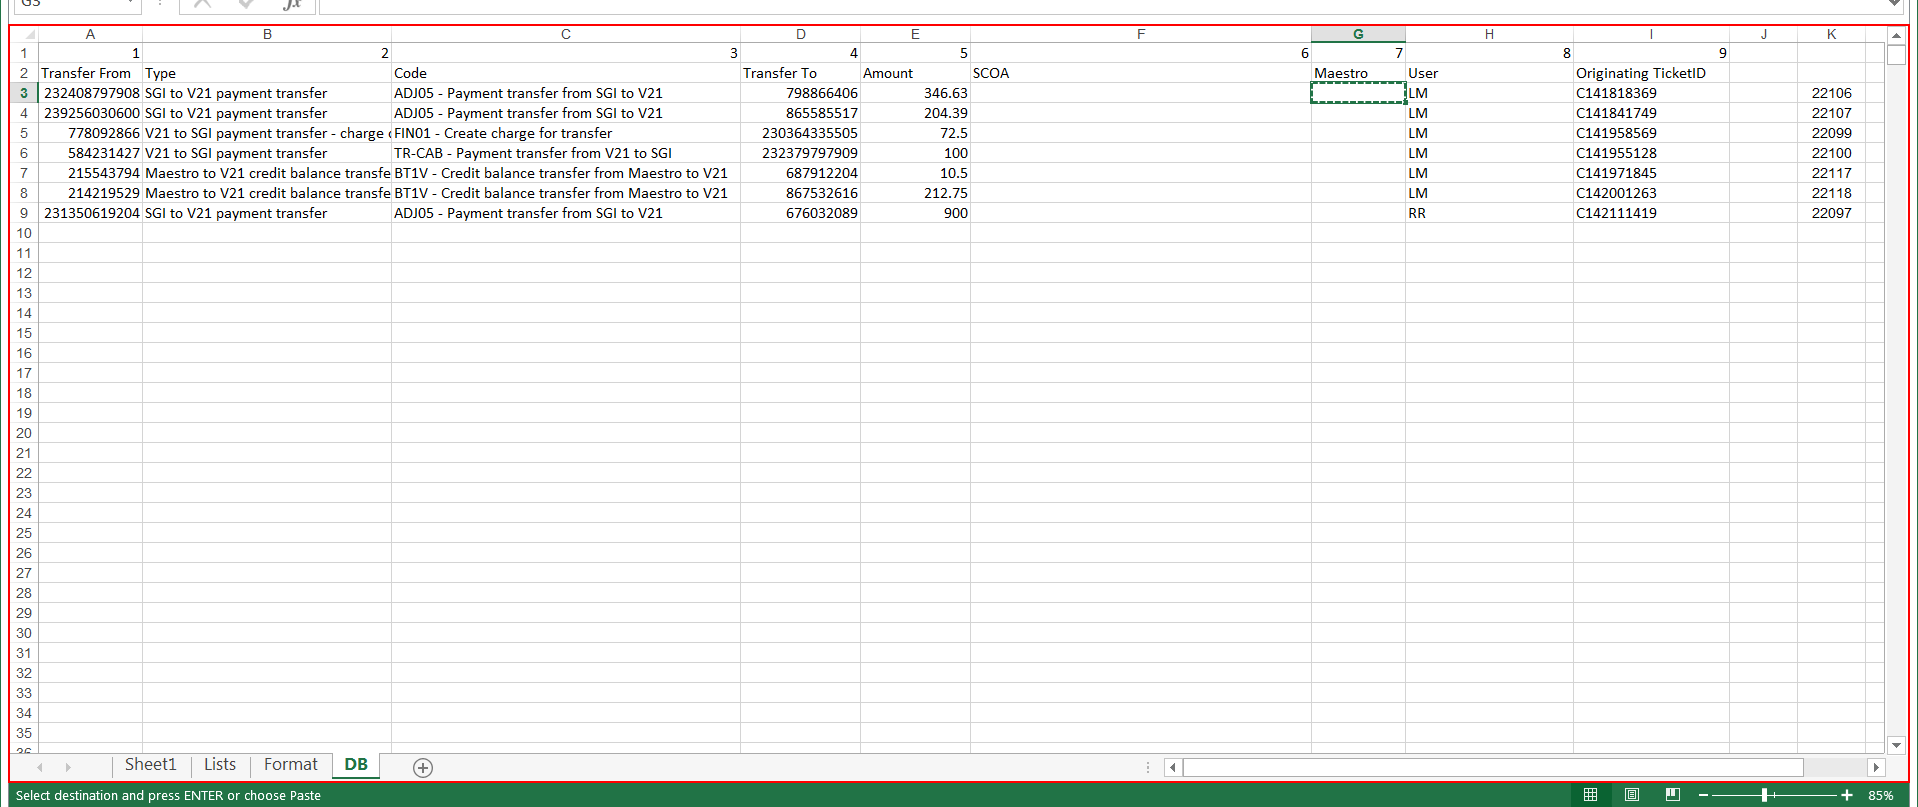 G3 fx
A B C D E F G H I J K
1 1 2 3 4 5 6 7 8 9
2 Transfer From Type Code Transfer To Amount SCOA Maestro User Originating TicketID
3 232408797908 SGI to V21 payment transfer ADJ05 - Payment transfer from SGI to V21 798866406 346.63 LM C141818369 22106
4 239256030600 SGI to V21 payment transfer ADJ05 - Payment transfer from SGI to V21 865585517 204.39 LM C141841749 22107
5 778092866 V21 to SGI payment transfer - charge FIN01 - Create charge for transfer 230364335505 72.5 LM C141958569 22099
6 584231427 V21 to SGI payment transfer TR-CAB - Payment transfer from V21 to SGI 232379797909 100 LM C141955128 22100
7 215543794 Maestro to V21 credit balance transfe BT1V - Credit balance transfer from Maestro to V21 687912204 10.5 LM C141971845 22117
8 214219529 Maestro to V21 credit balance transfe BT1V - Credit balance transfer from Maestro to V21 867532616 212.75 LM C142001263 22118
9 231350619204 SGI to V21 payment transfer ADJ05 - Payment transfer from SGI to V21 676032089 900 RR C142111419 22097
10
11
12
13
14
15
16
17
18
19
20
21
22
23
24
25
26
27
28
29
30
31
32
33
34
35
36
Sheet1 Lists Format DB
Select destination and press ENTER or choose Paste 85%